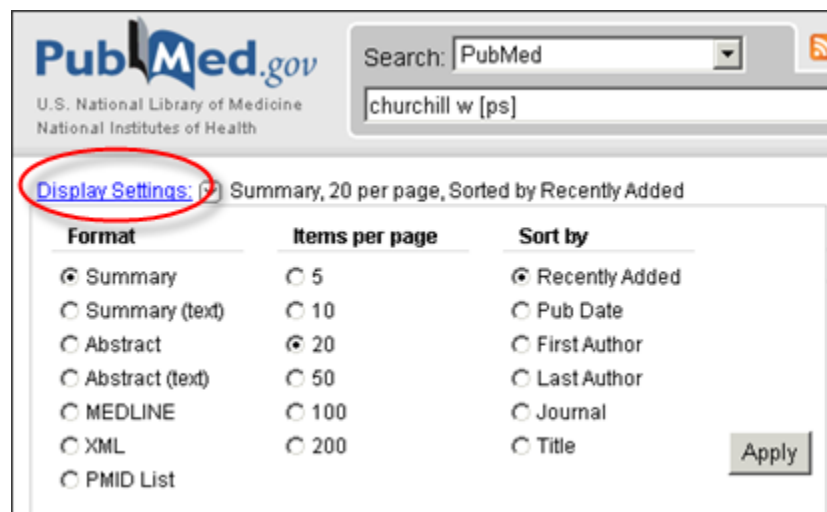 PubMed.gov
U.S. National Library of Medicine
National Institutes of Health
Search: PubMed
churchill w [ps]
Display Settings: Summary, 20 per page, Sorted by Recently Added
Format Items per page Sort by
Summary 5 Recently Added
Summary (text) 10 Pub Date
Abstract 20 First Author
Abstract (text) 50 Last Author
MEDLINE 100 Journal
XML 200 Title
Apply
PMID List